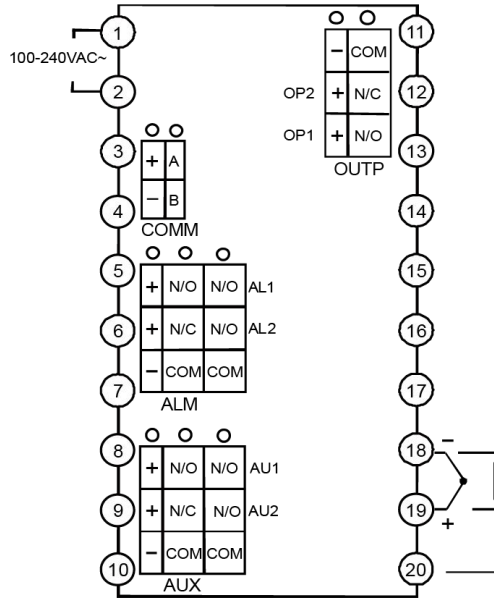 1 11
100-240VAC~
2 12
3 13
4 14
5 15
6 16
7 17
8 18
9 19
10 20
- COM
OP2 + N/C
OP1 + N/O
OUTP
+ A
- B
COMM
+ N/O N/O AL1
+ N/C N/O AL2
- COM COM
ALM
+ N/O N/O AU1
+ N/C N/O AU2
- COM COM
AUX
-
+